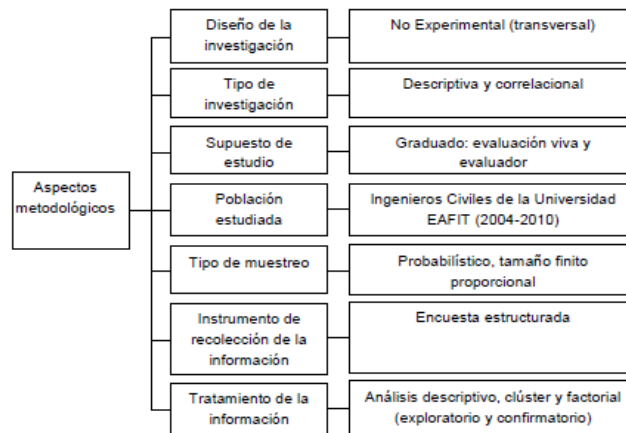 Aspectos
metodológicos
Diseño de la
investigación
No Experimental (transversal)
Tipo de
investigación
Descriptiva y correlacional
Supuesto de
estudio
Graduado: evaluación viva y
evaluador
Población
estudiada
Ingenieros Civiles de la Universidad
EAFIT (2004-2010)
Tipo de muestreo
Probabilístico, tamaño finito
proporcional
Instrumento de
recolección de la
información
Encuesta estructurada
Tratamiento de la
información
Análisis descriptivo, clúster y factorial
(exploratorio y confirmatorio)